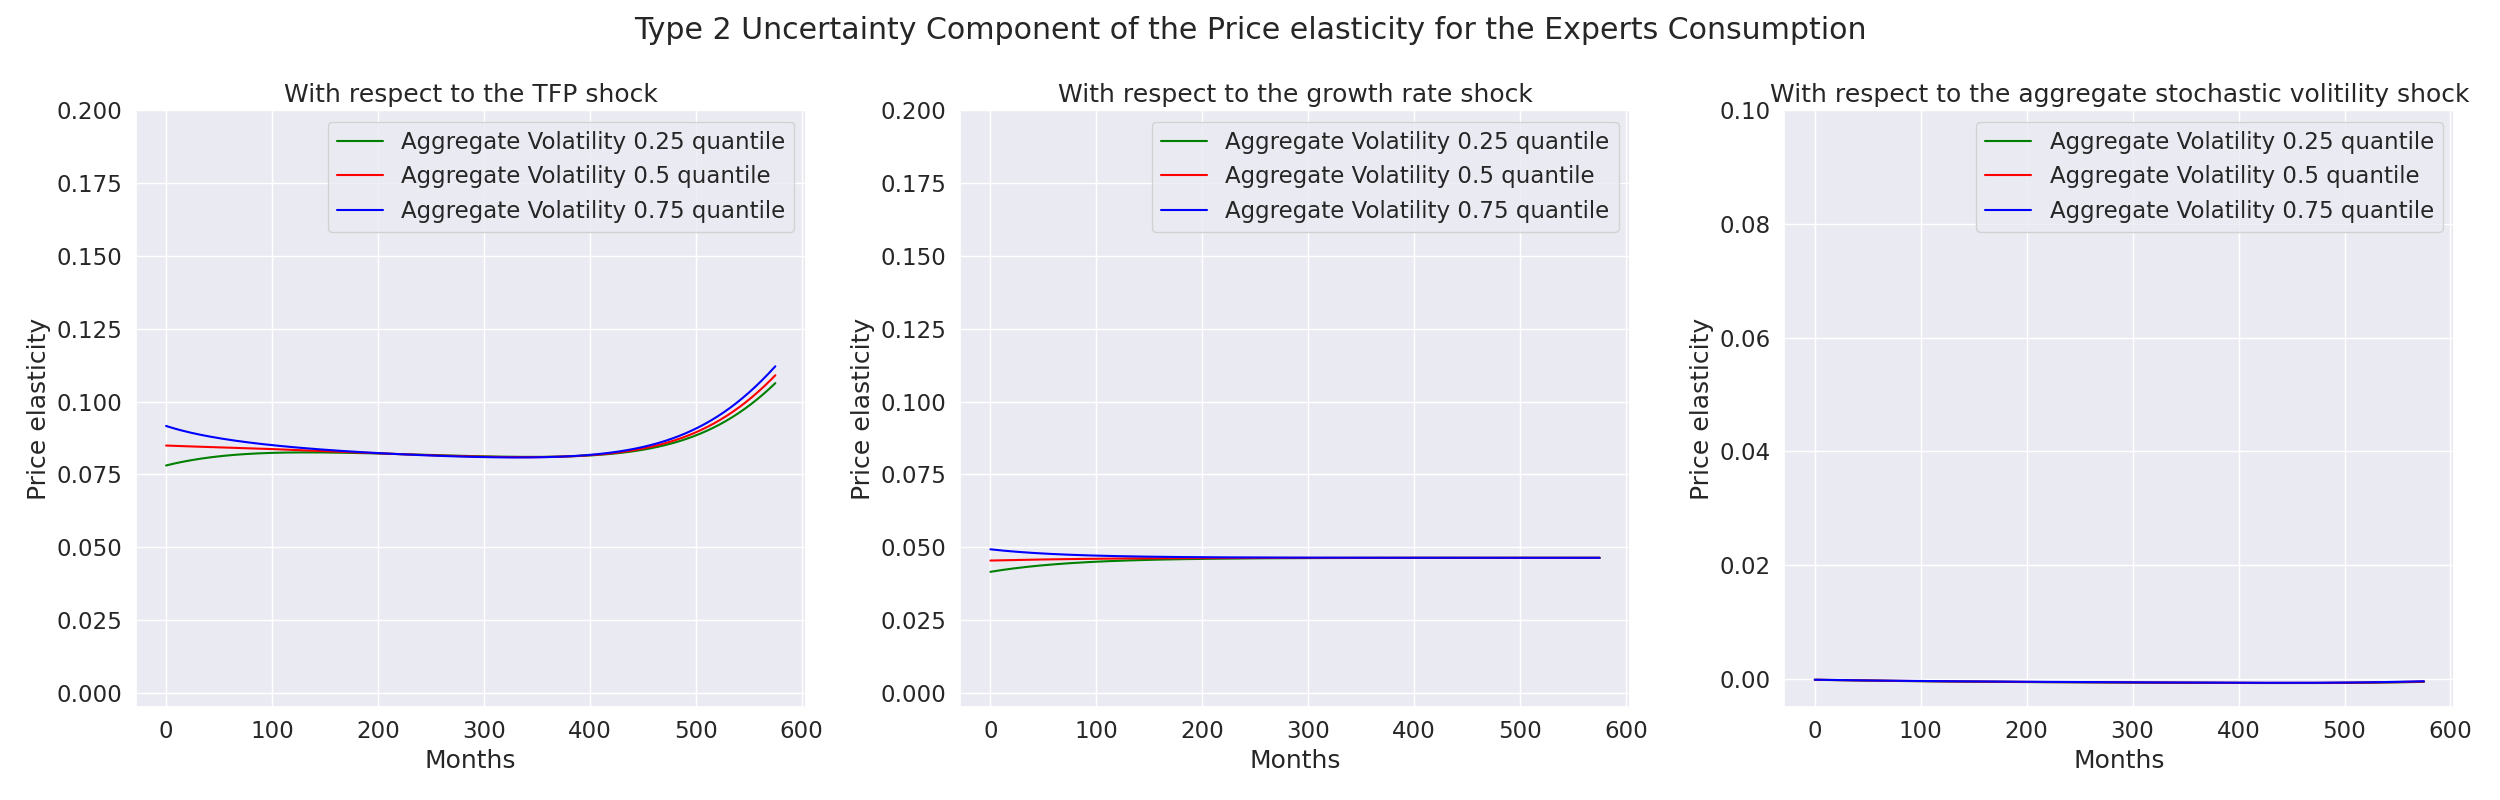 Type 2 Uncertainty Component of the Price elasticity for the Experts Consumption
With respect to the TFP shock
0.200
0.175
0.150
0.125
0.100
0.075
0.050
0.025
0.000
Price elasticity
Aggregate Volatility 0.25 quantile
Aggregate Volatility 0.5 quantile
Aggregate Volatility 0.75 quantile
0 100 200 300 400 500 600
Months
With respect to the growth rate shock
0.200
0.175
0.150
0.125
0.100
0.075
0.050
0.025
0.000
Price elasticity
Aggregate Volatility 0.25 quantile
Aggregate Volatility 0.5 quantile
Aggregate Volatility 0.75 quantile
0 100 200 300 400 500 600
Months
With respect to the aggregate stochastic volitility shock
0.10
0.08
0.06
0.04
0.02
0.00
Price elasticity
Aggregate Volatility 0.25 quantile
Aggregate Volatility 0.5 quantile
Aggregate Volatility 0.75 quantile
0 100 200 300 400 500 600
Months